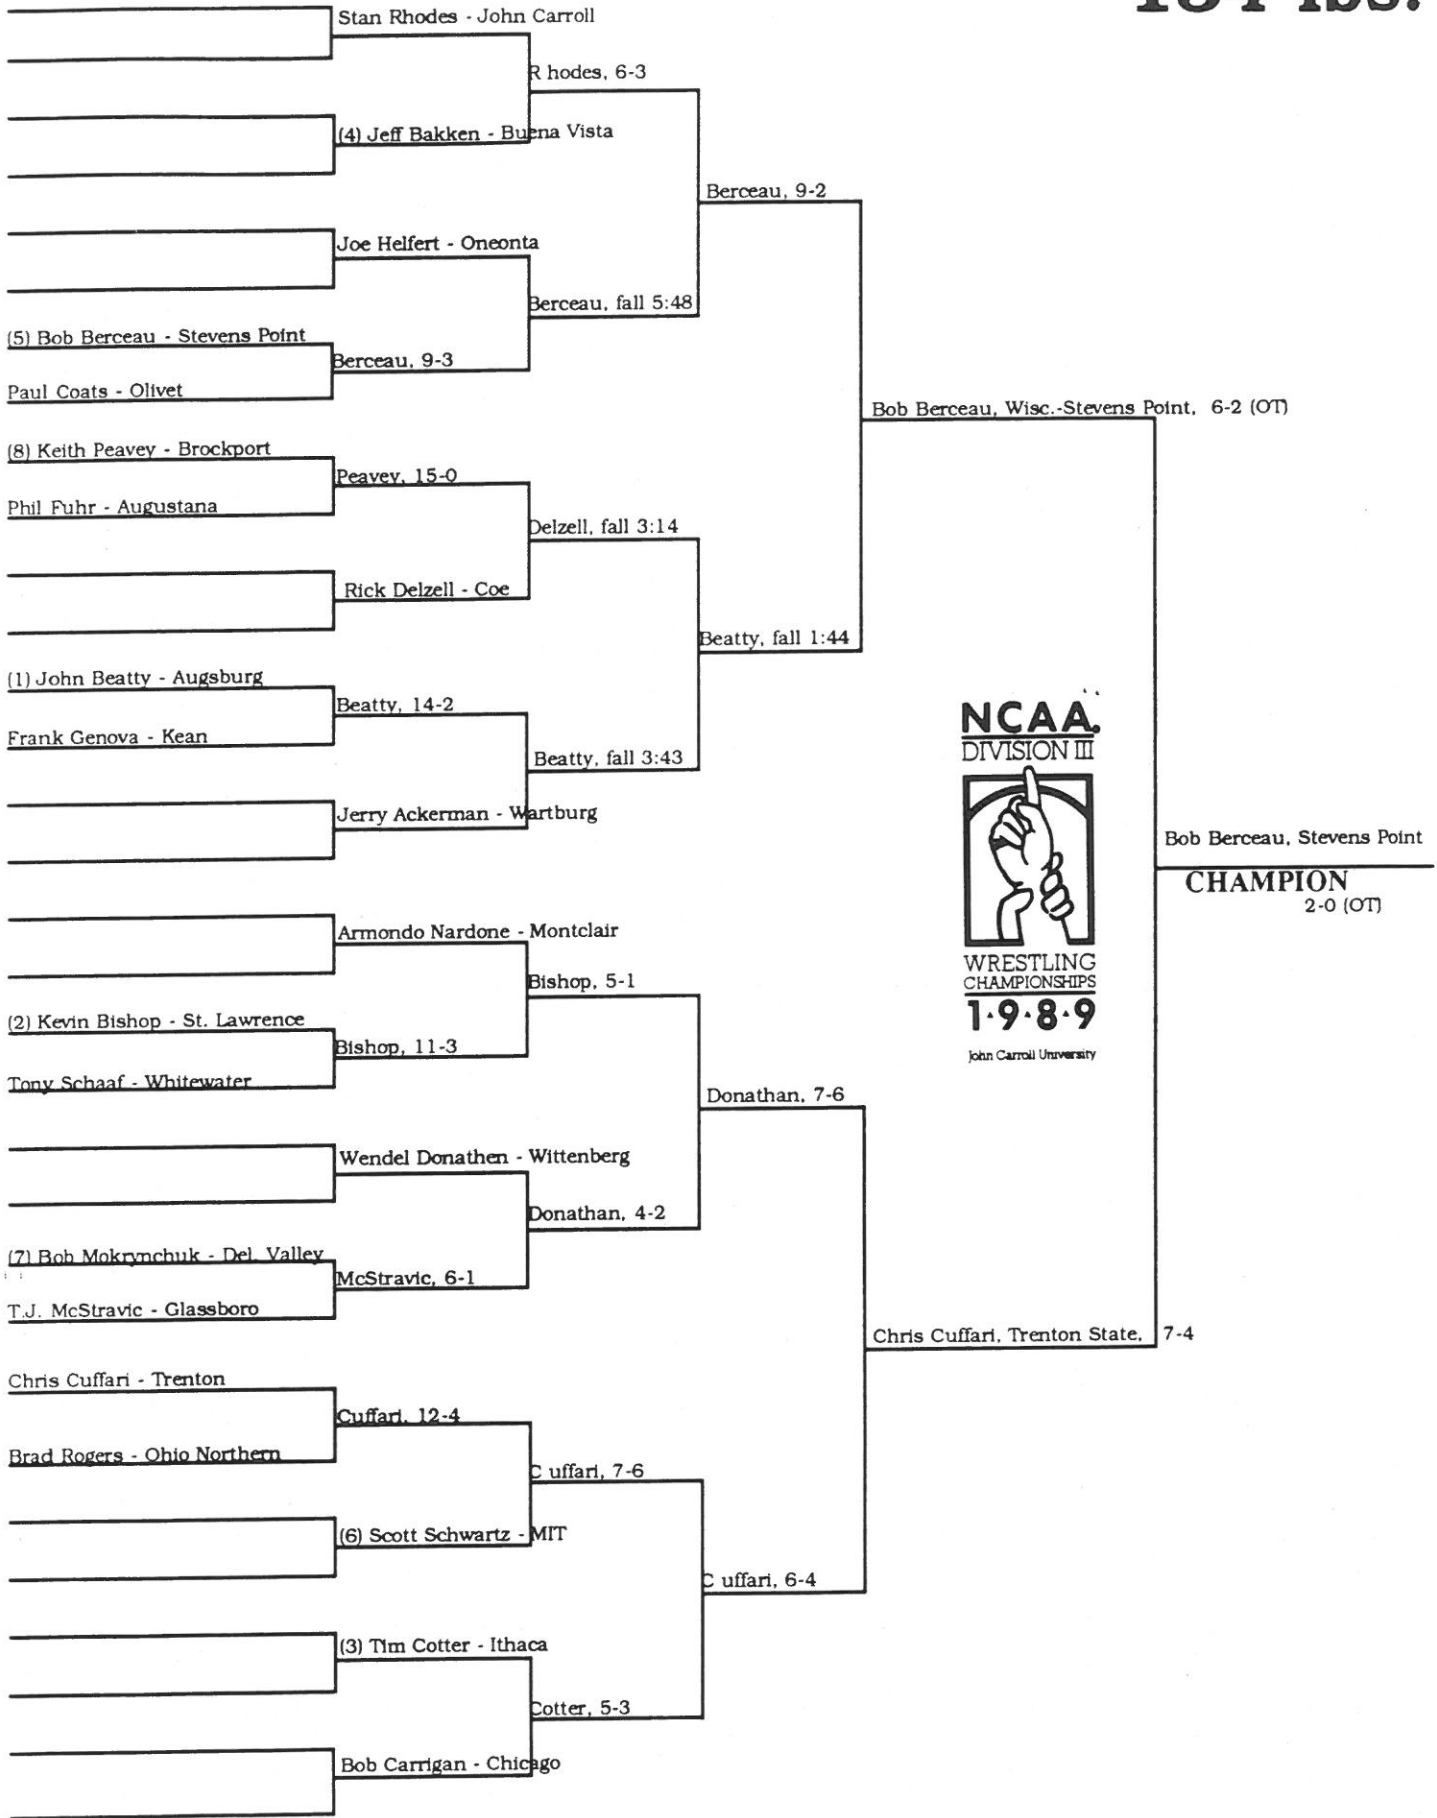 Stan Rhodes - John Carroll
R hodes, 6-3
(4) Jeff Bakken - Buena Vista
Berceau, 9-2
Joe Helfert - Oneonta
Berceau, fall 5:48
(5) Bob Berceau - Stevens Point
Berceau, 9-3
Paul Coats - Olivet
Bob Berceau, Wisc.-Stevens Point, 6-2 (OT)
(8) Keith Peavey - Brockport
Peavey, 15-0
Phil Fuhr - Augustana
Delzell, fall 3:14
Rick Delzell - Coe
Beatty, fall 1:44
(1) John Beatty - Augsburg
Beatty, 14-2
Frank Genova - Kean
Beatty, fall 3:43
Jerry Ackerman - Wartburg
NCAA.
DIVISION III
WRESTLING
CHAMPIONSHIPS
1·9·8·9
John Carroll University
Bob Berceau, Stevens Point
CHAMPION
2-0 (OT)
Armondo Nardone - Montclair
Bishop, 5-1
(2) Kevin Bishop - St. Lawrence
Bishop, 11-3
Tony Schaaf - Whitewater
Donathan, 7-6
Wendel Donathen - Wittenberg
Donathan, 4-2
(7) Bob Mokrynchuk - Del. Valley
McStravic, 6-1
T.J. McStravic - Glassboro
Chris Cuffari, Trenton State, 7-4
Chris Cuffari - Trenton
Cuffari, 12-4
Brad Rogers - Ohio Northern
C uffari, 7-6
(6) Scott Schwartz - MIT
C uffari, 6-4
(3) Tim Cotter - Ithaca
Cotter, 5-3
Bob Carrigan - Chicago